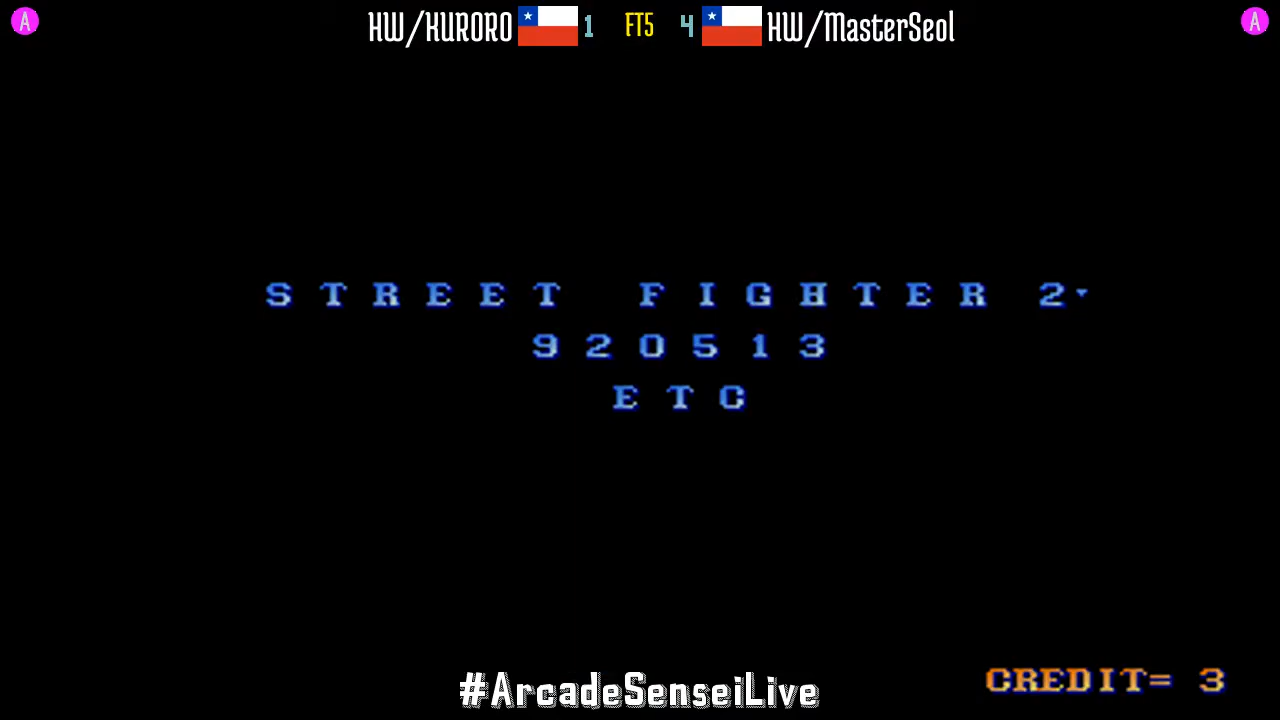 A HW/KURORO 1 FT5 4 HW/MasterSeol A
STREET FIGHTER 2'
920513
ETC
#ArcadeSenseiLive
CREDIT= 3